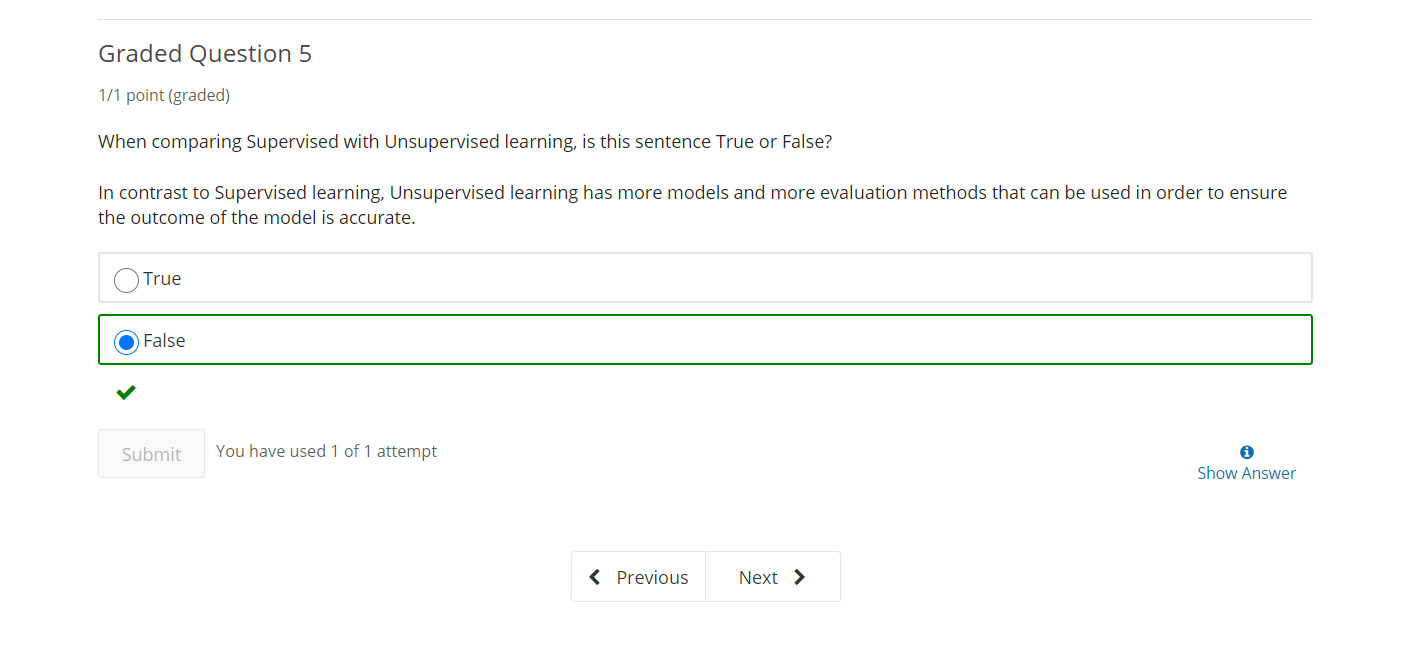 Graded Question 5
1/1 point (graded)
When comparing Supervised with Unsupervised learning, is this sentence True or False?
In contrast to Supervised learning, Unsupervised learning has more models and more evaluation methods that can be used in order to ensure
the outcome of the model is accurate.
True
False
Submit
You have used 1 of 1 attempt
Show Answer
Previous
Next